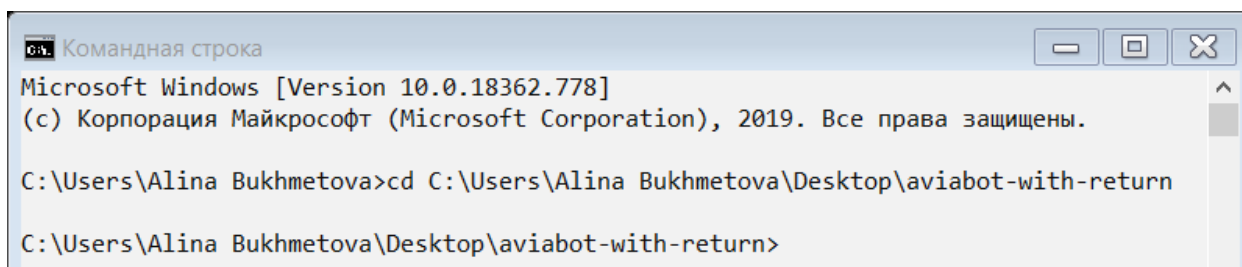 Командная строка
Microsoft Windows [Version 10.0.18362.778]
(c) Корпорация Майкрософт (Microsoft Corporation), 2019. Все права защищены.
C:\Users\Alina Bukhmetova>cd C:\Users\Alina Bukhmetova\Desktop\aviabot-with-return
C:\Users\Alina Bukhmetova\Desktop\aviabot-with-return>